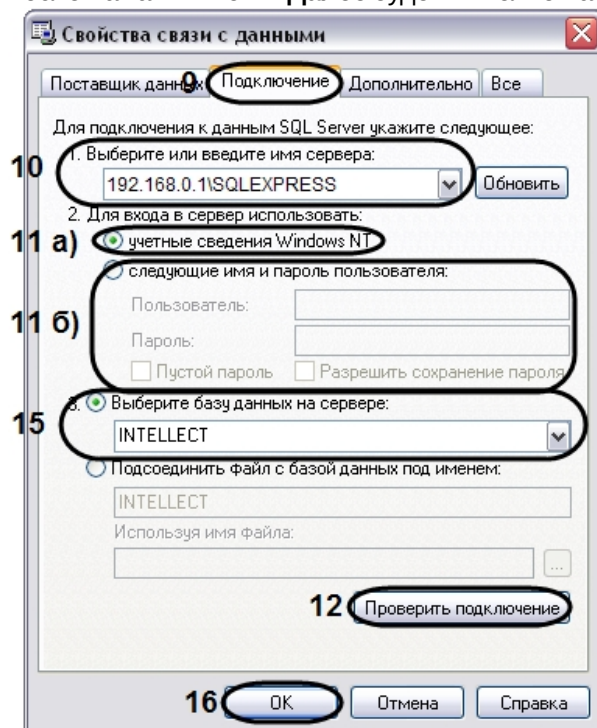 Свойства связи с данными
Поставщик данных 9 Подключение Дополнительно Все
Для подключения к данным SQL Server укажите следующее:
10 1. Выберите или введите имя сервера:
192.168.0.1\SQLEXPRESS Обновить
2. Для входа в сервер использовать:
11 а) учетные сведения Windows NT
следующие имя и пароль пользователя:
Пользователь:
11 б)
Пароль:
Пустой пароль Разрешить сохранение пароля
3. Выберите базу данных на сервере:
15
INTELLECT
Подсоединить файл с базой данных под именем:
INTELLECT
Используя имя файла:
...
12 Проверить подключение
16 OK Отмена Справка